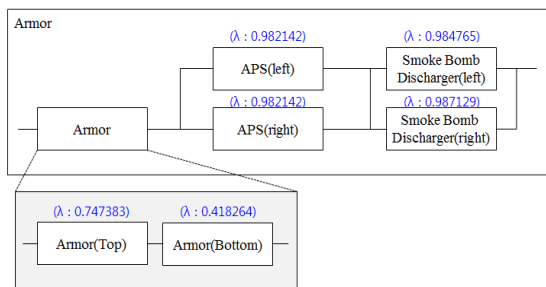 Armor
(λ : 0.982142)
(λ : 0.984765)
APS(left)
Smoke Bomb
Discharger(left)
(λ : 0.982142)
(λ : 0.987129)
Armor
APS(right)
Smoke Bomb
Discharger(right)
(λ : 0.747383)
(λ : 0.418264)
Armor(Top)
Armor(Bottom)